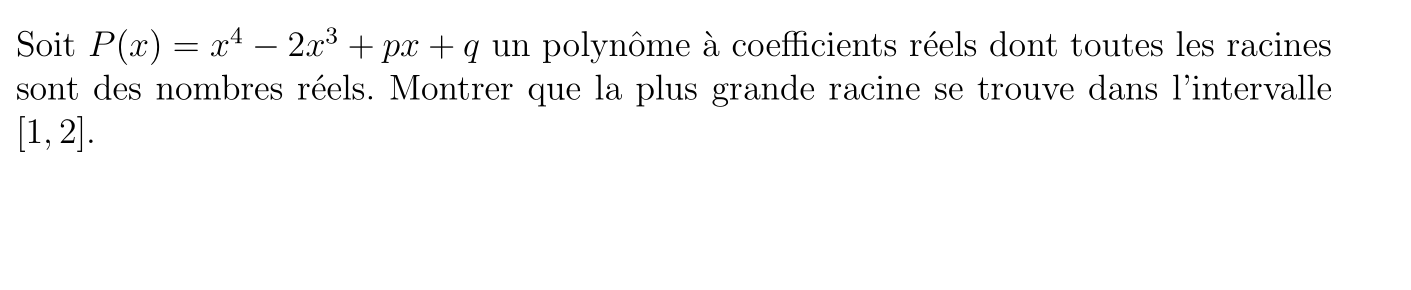 Soit $P(x) = x^4 - 2x^3 + px + q$ un polynôme à coefficients réels dont toutes les racines
sont des nombres réels. Montrer que la plus grande racine se trouve dans l'intervalle
$[1, 2]$.